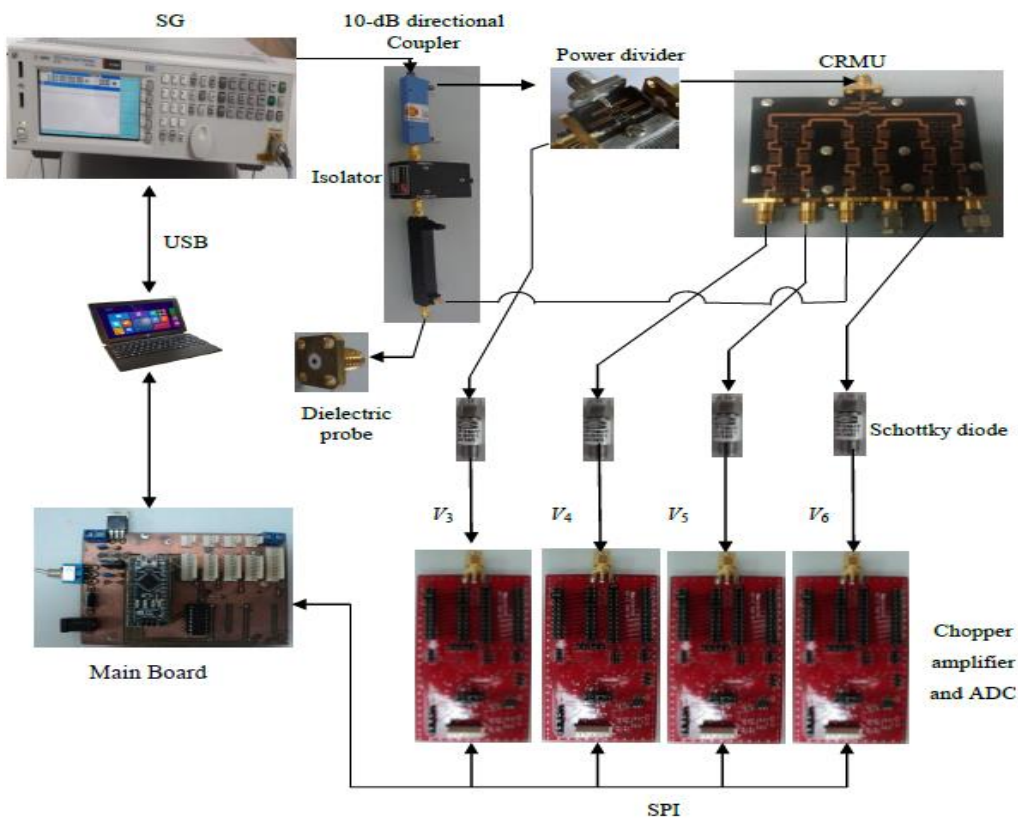 SG
10-dB directional
Coupler
Power divider
CRMU
Isolator
USB
Dielectric
probe
Schottky diode
V3
V4
V5
V6
Main Board
Chopper
amplifier
and ADC
SPI